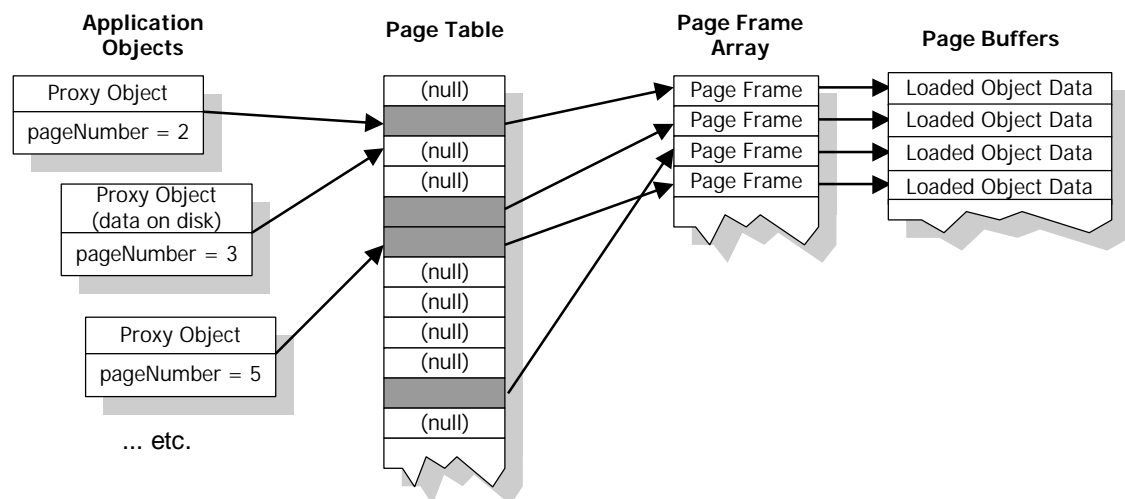 Application
Objects
Proxy Object
pageNumber = 2
Proxy Object
(data on disk)
pageNumber = 3
Proxy Object
pageNumber = 5
... etc.
Page Table
(null)
(null)
(null)
(null)
(null)
(null)
(null)
(null)
Page Frame
Array
Page Frame
Page Frame
Page Frame
Page Frame
Page Buffers
Loaded Object Data
Loaded Object Data
Loaded Object Data
Loaded Object Data